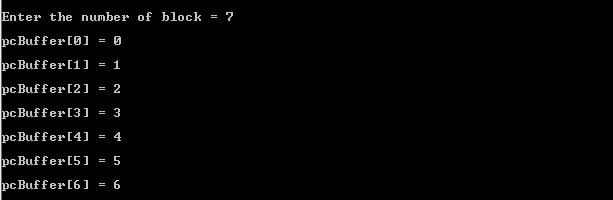 Enter the number of block = 7
pcBuffer[0] = 0
pcBuffer[1] = 1
pcBuffer[2] = 2
pcBuffer[3] = 3
pcBuffer[4] = 4
pcBuffer[5] = 5
pcBuffer[6] = 6